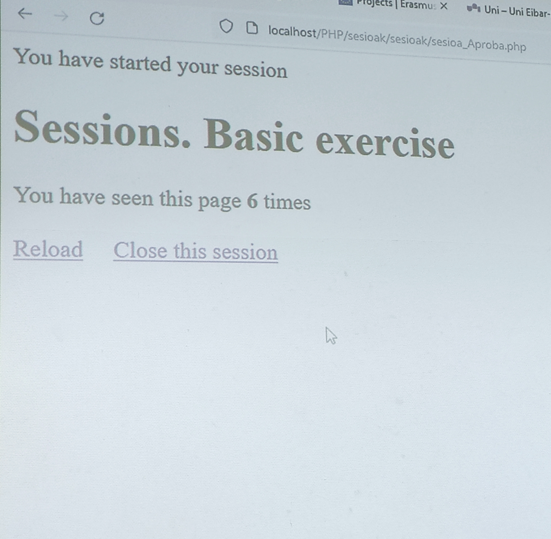 Projects | Erasmu
Uni – Uni Eibar-
localhost/PHP/sesioak/sesioak/sesioa_Aproba.php
You have started your session
Sessions. Basic exercise
You have seen this page 6 times
Reload Close this session